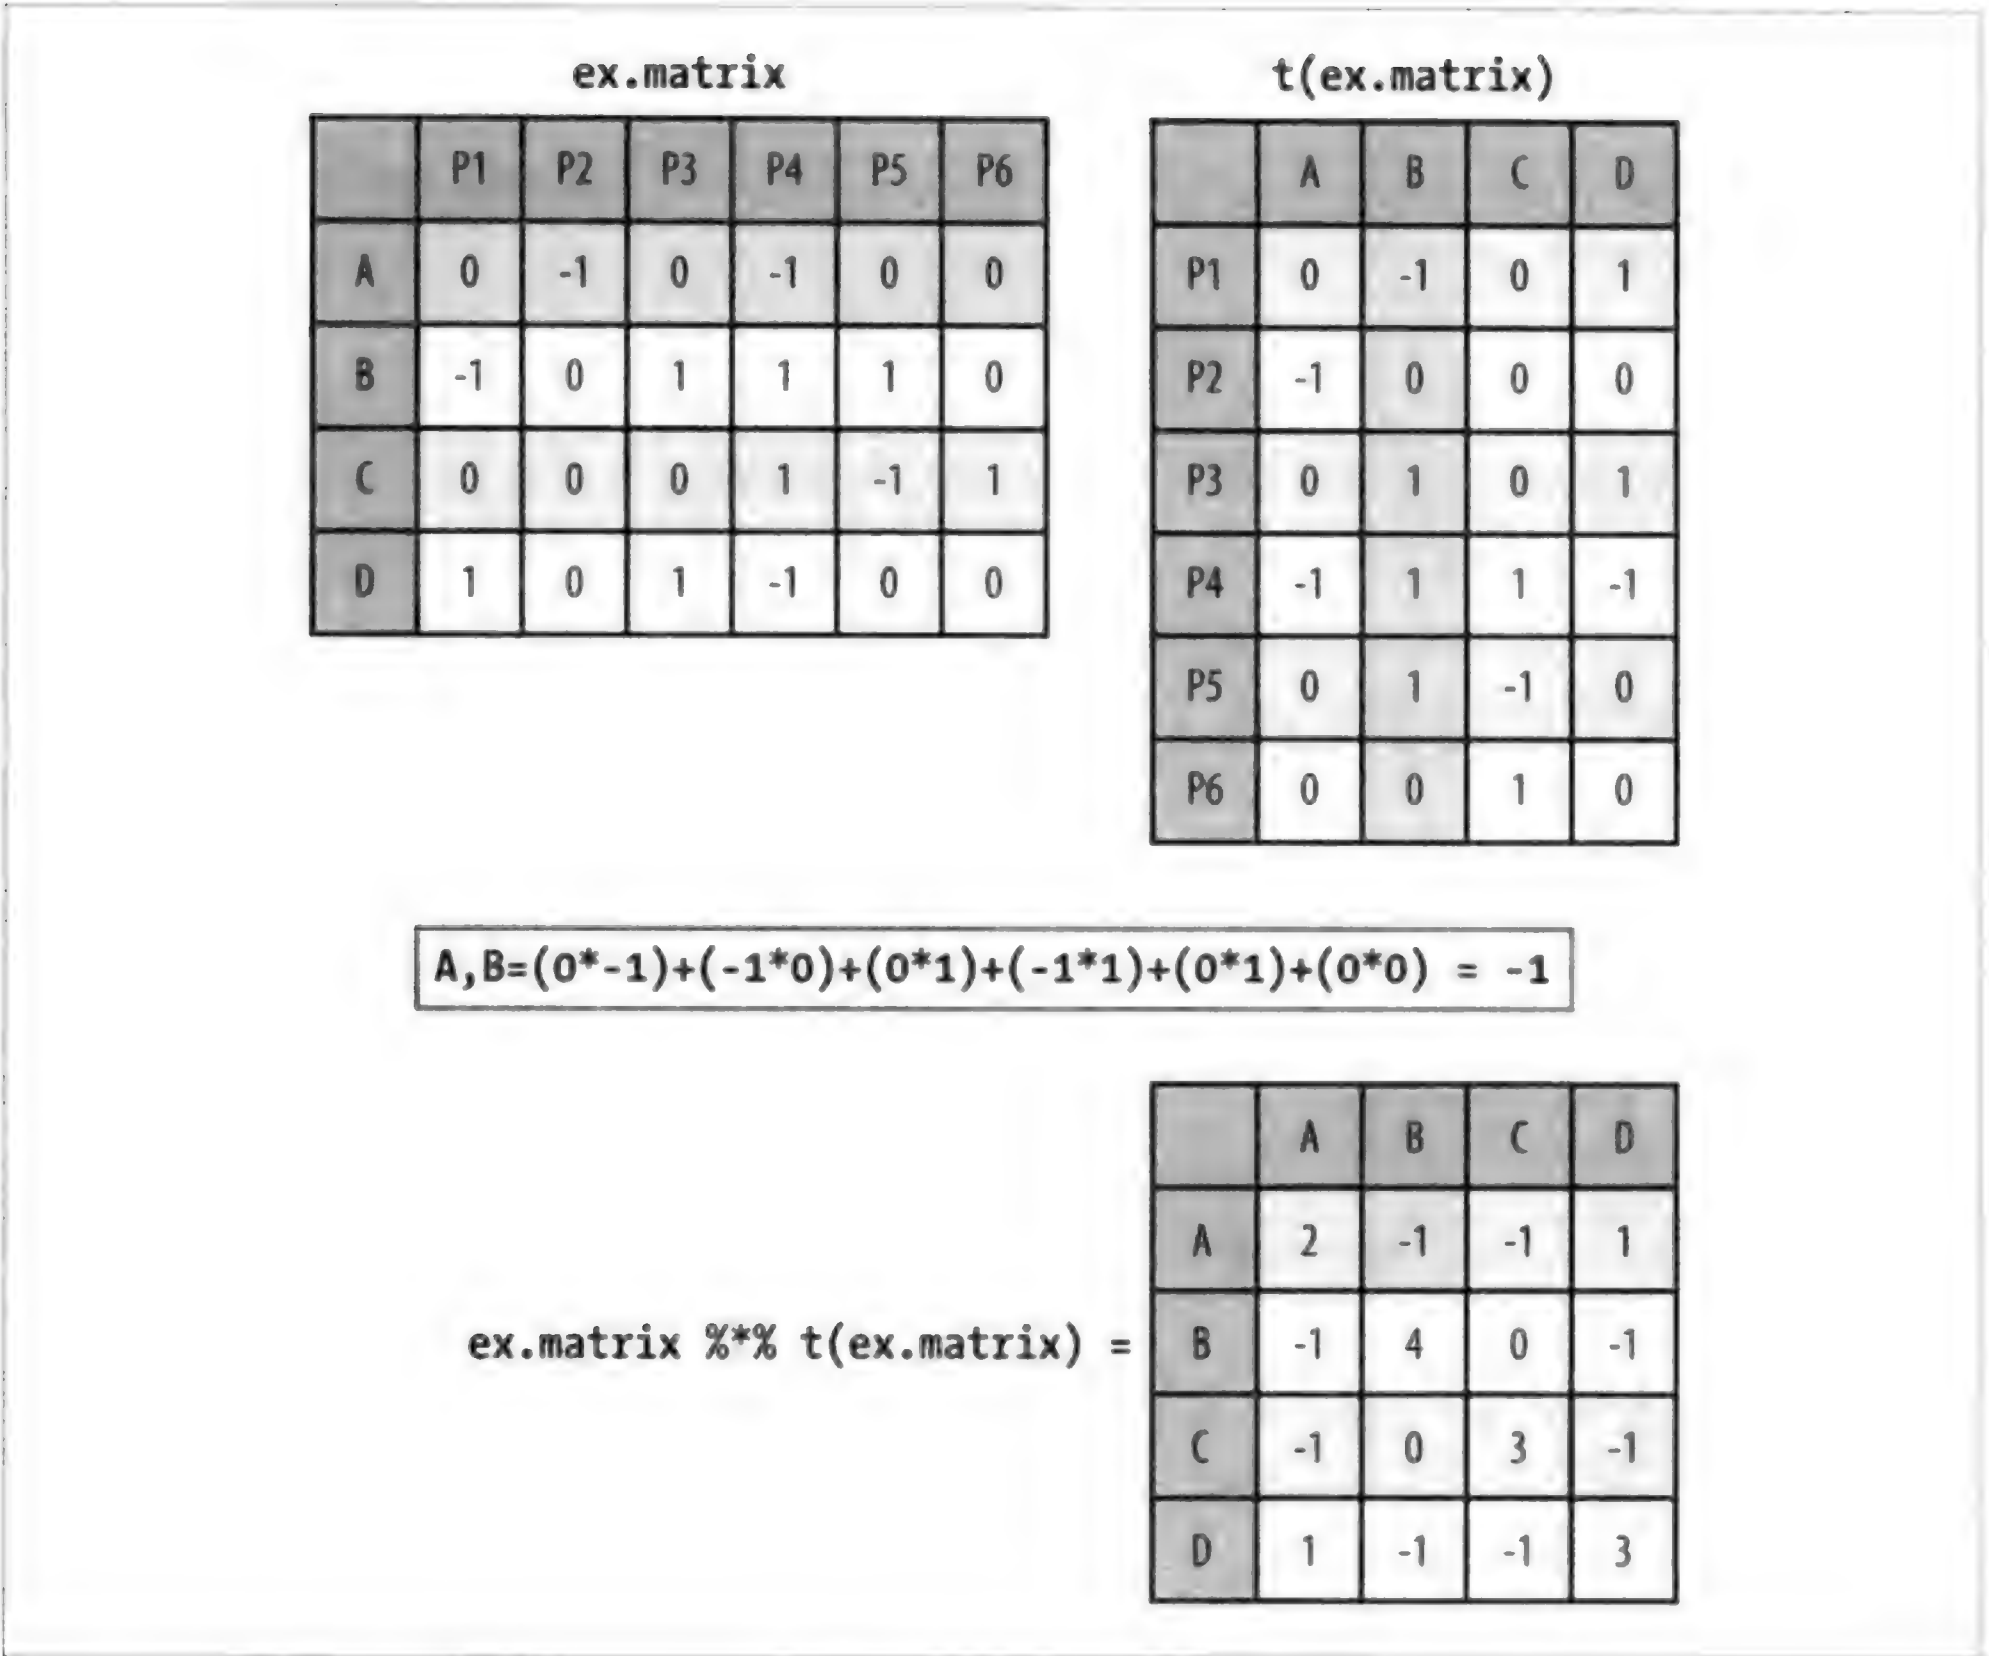 ex.matrix
P1 P2 P3 P4 P5 P6
A 0 -1 0 -1 0 0
B -1 0 1 1 1 0
C 0 0 0 1 -1 1
D 1 0 1 -1 0 0
t(ex.matrix)
A B C D
P1 0 -1 0 1
P2 -1 0 0 0
P3 0 1 0 1
P4 -1 1 1 -1
P5 0 1 -1 0
P6 0 0 1 0
A,B=(0*-1)+(-1*0)+(0*1)+(-1*1)+(0*1)+(0*0) = -1
ex.matrix %*% t(ex.matrix) =
A B C D
A 2 -1 -1 1
B -1 4 0 -1
C -1 0 3 -1
D 1 -1 -1 3